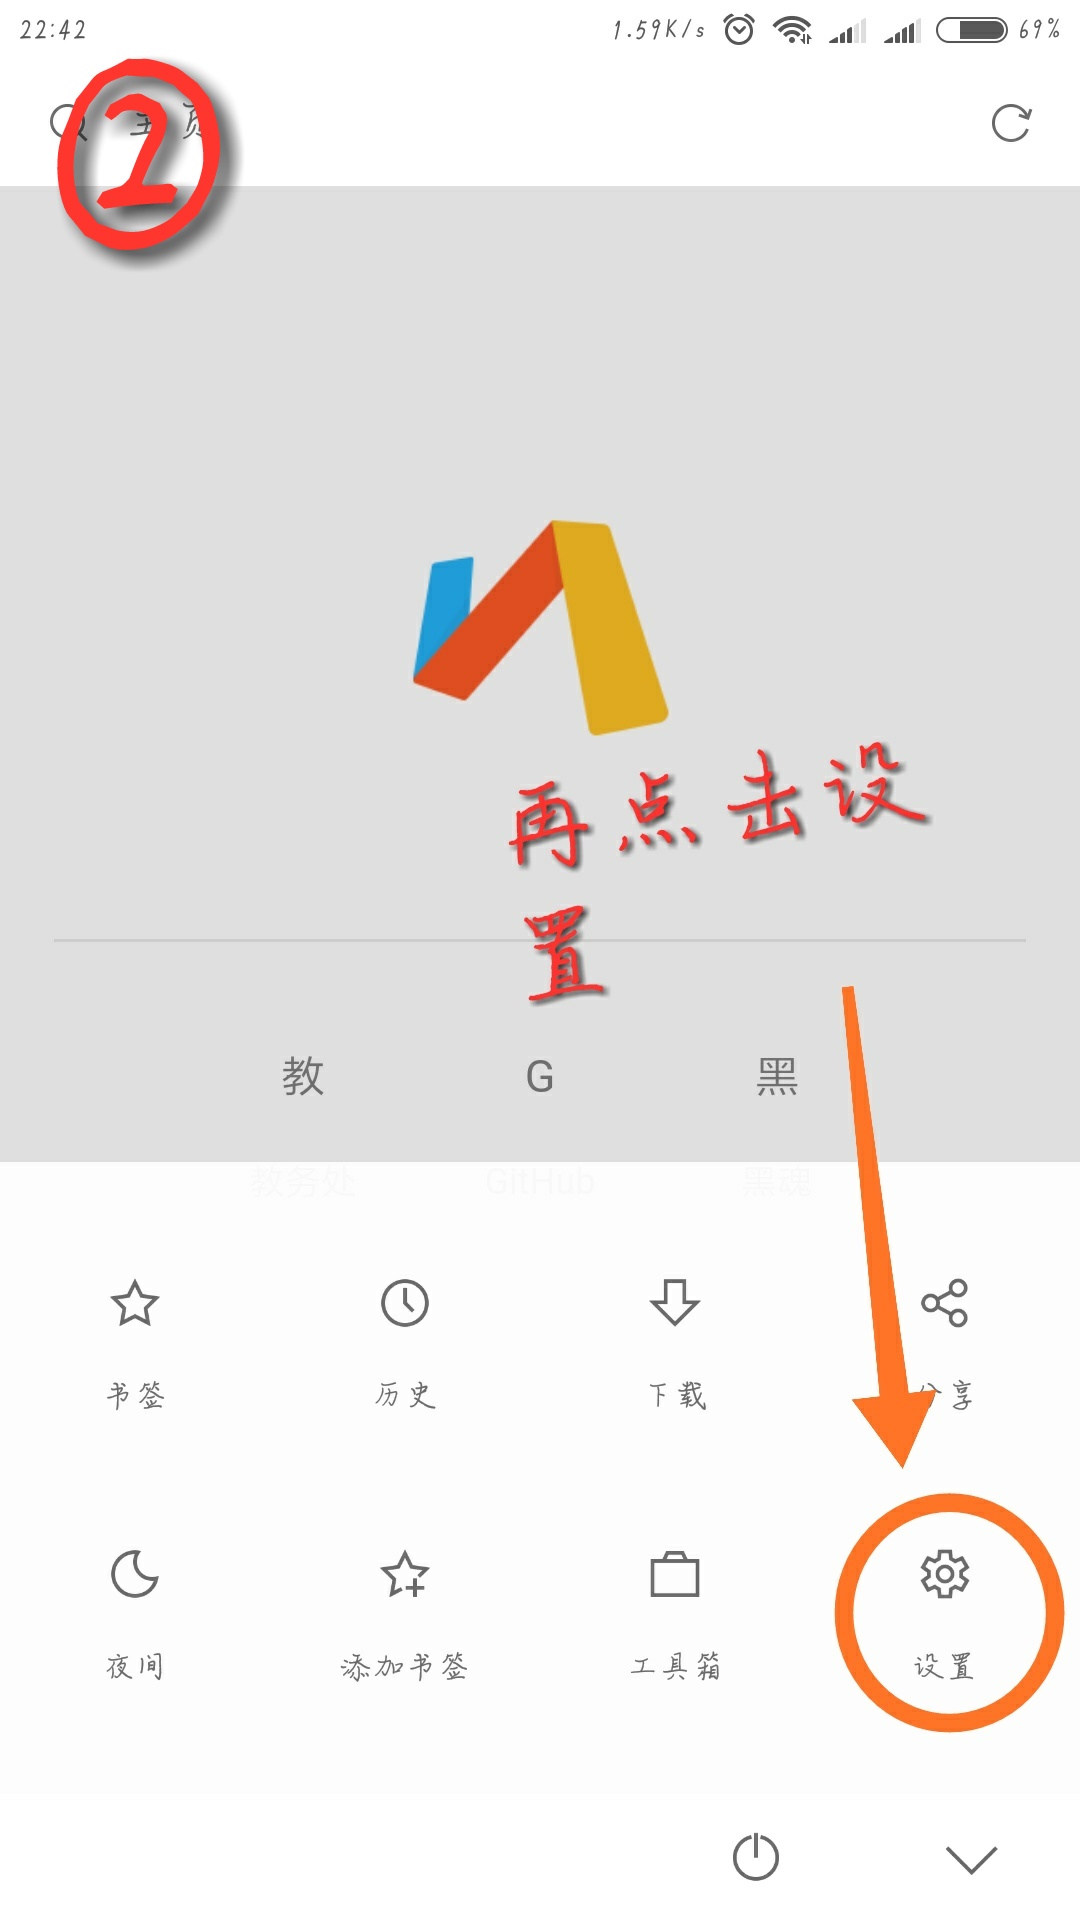 22:42 1.59K/s 69%
主页
②
再点击设
置
教 G 黑
教务处 GitHub 黑魂
书签 历史 下载 分享
夜间 添加书签 工具箱 设置